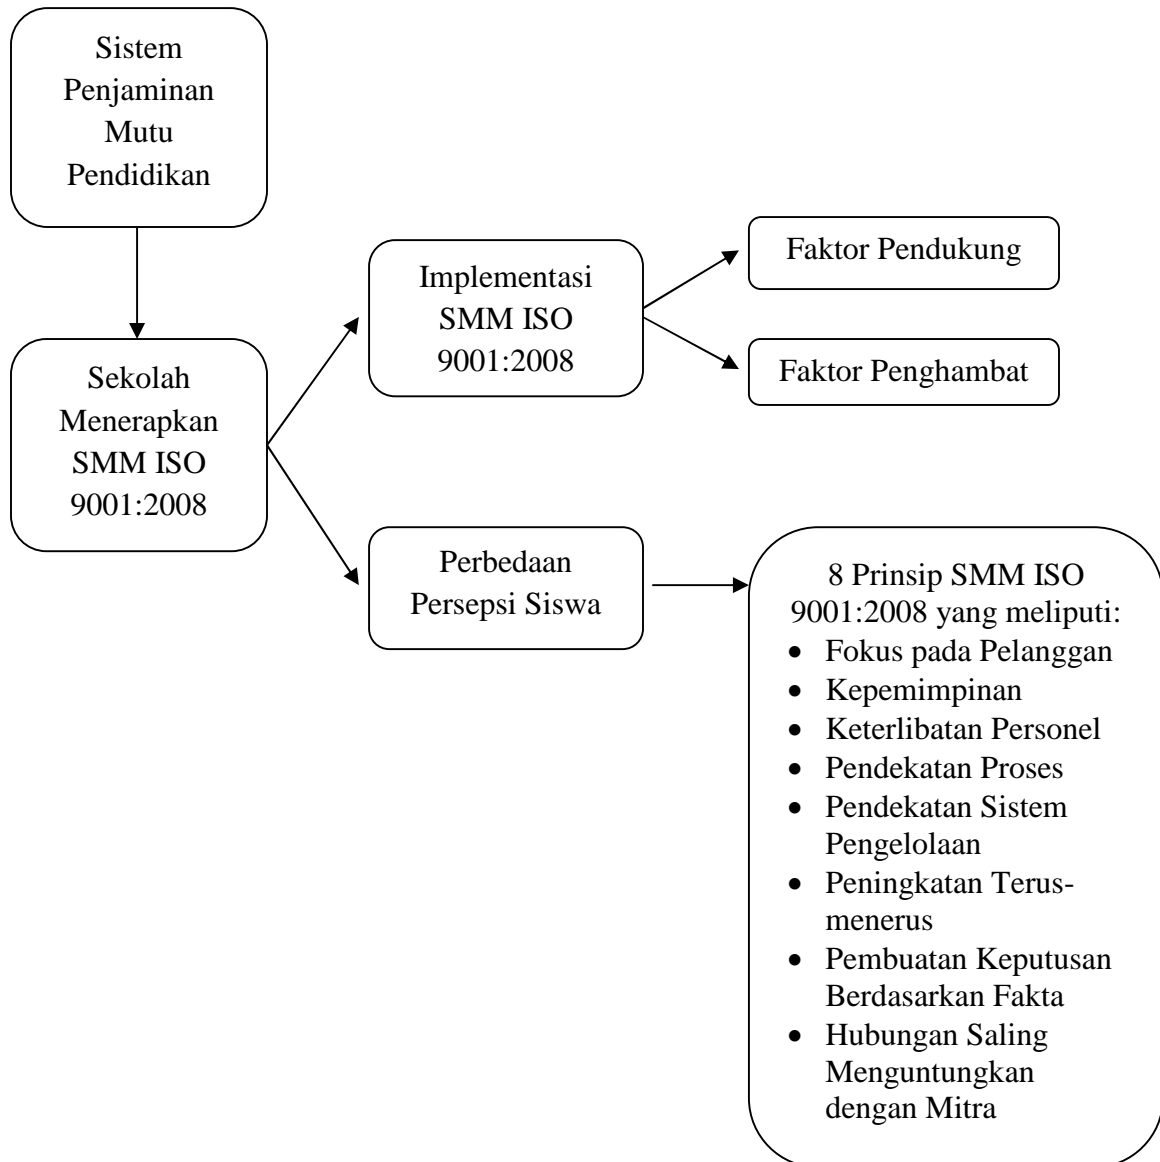 Sistem
Penjaminan
Mutu
Pendidikan
Sekolah
Menerapkan
SMM ISO
9001:2008
Implementasi
SMM ISO
9001:2008
Faktor Pendukung
Faktor Penghambat
Perbedaan
Persepsi Siswa
8 Prinsip SMM ISO
9001:2008 yang meliputi:
• Fokus pada Pelanggan
• Kepemimpinan
• Keterlibatan Personel
• Pendekatan Proses
• Pendekatan Sistem
Pengelolaan
• Peningkatan Terus-
menerus
• Pembuatan Keputusan
Berdasarkan Fakta
• Hubungan Saling
Menguntungkan
dengan Mitra